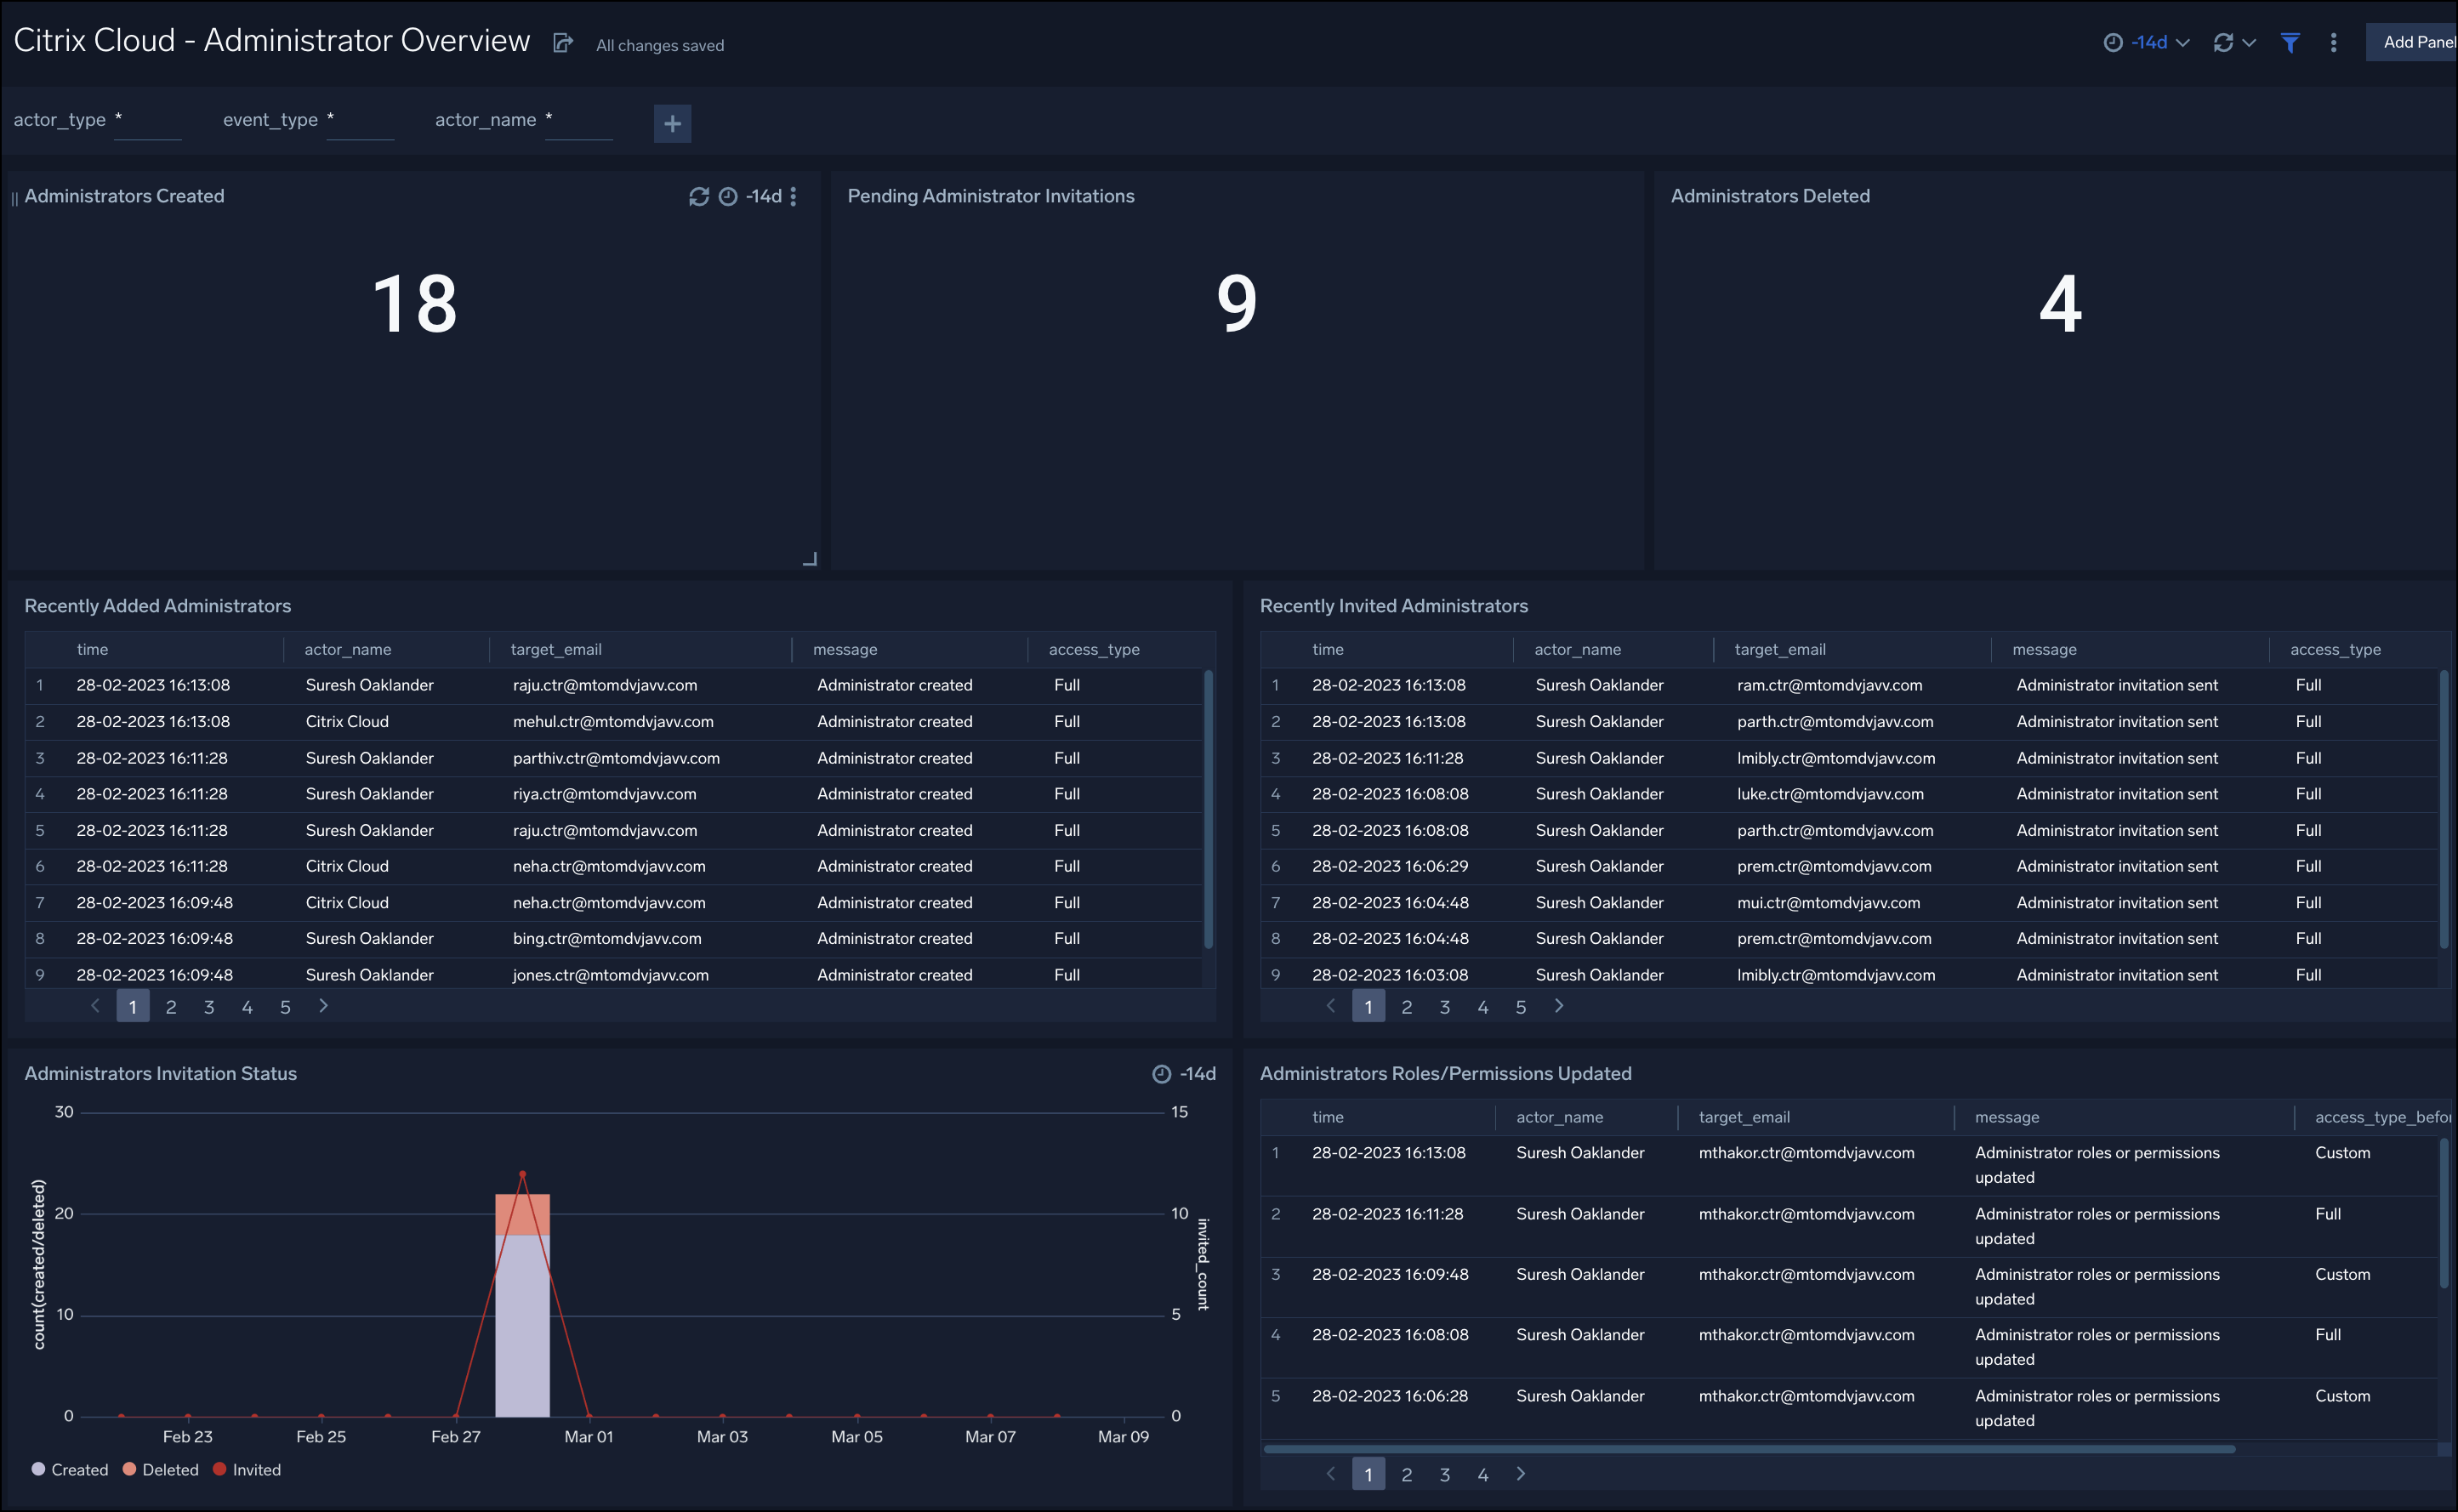 Citrix Cloud - Administrator Overview All changes saved -14d Add Panel
actor_type * event_type * actor_name * +
Administrators Created -14d
18
Pending Administrator Invitations
9
Administrators Deleted
4
Recently Added Administrators
time actor_name target_email message access_type
1 28-02-2023 16:13:08 Suresh Oaklander raju.ctr@mtomdvjavv.com Administrator created Full
2 28-02-2023 16:13:08 Citrix Cloud mehul.ctr@mtomdvjavv.com Administrator created Full
3 28-02-2023 16:11:28 Suresh Oaklander parthiv.ctr@mtomdvjavv.com Administrator created Full
4 28-02-2023 16:11:28 Suresh Oaklander riya.ctr@mtomdvjavv.com Administrator created Full
5 28-02-2023 16:11:28 Suresh Oaklander raju.ctr@mtomdvjavv.com Administrator created Full
6 28-02-2023 16:11:28 Citrix Cloud neha.ctr@mtomdvjavv.com Administrator created Full
7 28-02-2023 16:09:48 Citrix Cloud neha.ctr@mtomdvjavv.com Administrator created Full
8 28-02-2023 16:09:48 Suresh Oaklander bing.ctr@mtomdvjavv.com Administrator created Full
9 28-02-2023 16:09:48 Suresh Oaklander jones.ctr@mtomdvjavv.com Administrator created Full
1 2 3 4 5
Recently Invited Administrators
time actor_name target_email message access_type
1 28-02-2023 16:13:08 Suresh Oaklander ram.ctr@mtomdvjavv.com Administrator invitation sent Full
2 28-02-2023 16:13:08 Suresh Oaklander parth.ctr@mtomdvjavv.com Administrator invitation sent Full
3 28-02-2023 16:11:28 Suresh Oaklander lmibly.ctr@mtomdvjavv.com Administrator invitation sent Full
4 28-02-2023 16:08:08 Suresh Oaklander luke.ctr@mtomdvjavv.com Administrator invitation sent Full
5 28-02-2023 16:08:08 Suresh Oaklander parth.ctr@mtomdvjavv.com Administrator invitation sent Full
6 28-02-2023 16:06:29 Suresh Oaklander prem.ctr@mtomdvjavv.com Administrator invitation sent Full
7 28-02-2023 16:04:48 Suresh Oaklander mui.ctr@mtomdvjavv.com Administrator invitation sent Full
8 28-02-2023 16:04:48 Suresh Oaklander prem.ctr@mtomdvjavv.com Administrator invitation sent Full
9 28-02-2023 16:03:08 Suresh Oaklander lmibly.ctr@mtomdvjavv.com Administrator invitation sent Full
1 2 3 4 5
Administrators Invitation Status -14d
30 15
20 10
10 5
0 0
count(created/deleted)
invited_count
Feb 23 Feb 25 Feb 27 Mar 01 Mar 03 Mar 05 Mar 07 Mar 09
Created Deleted Invited
Administrators Roles/Permissions Updated
time actor_name target_email message access_type_befor
1 28-02-2023 16:13:08 Suresh Oaklander mthakor.ctr@mtomdvjavv.com Administrator roles or permissions Custom
updated
2 28-02-2023 16:11:28 Suresh Oaklander mthakor.ctr@mtomdvjavv.com Administrator roles or permissions Full
updated
3 28-02-2023 16:09:48 Suresh Oaklander mthakor.ctr@mtomdvjavv.com Administrator roles or permissions Custom
updated
4 28-02-2023 16:08:08 Suresh Oaklander mthakor.ctr@mtomdvjavv.com Administrator roles or permissions Full
updated
5 28-02-2023 16:06:28 Suresh Oaklander mthakor.ctr@mtomdvjavv.com Administrator roles or permissions Custom
updated
1 2 3 4